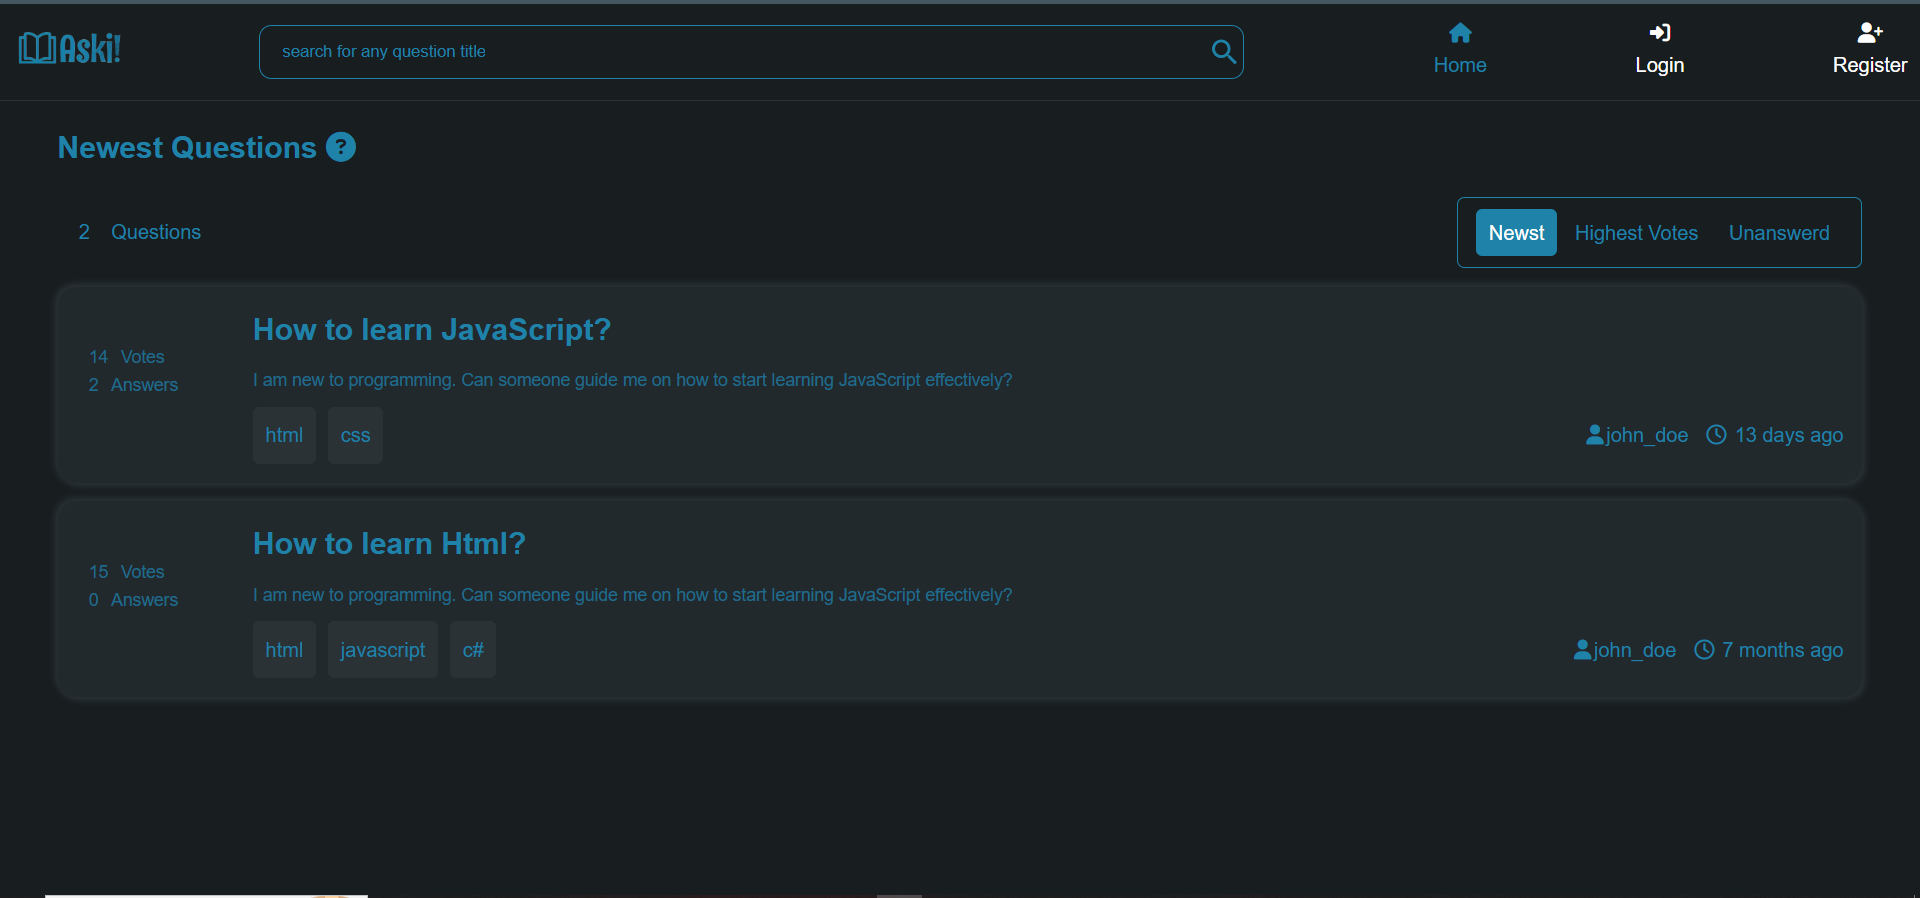 Aski!
search for any question title
Home
Login
Register
Newest Questions ?
2 Questions
Newst Highest Votes Unanswerd
How to learn JavaScript?
14 Votes
2 Answers
I am new to programming. Can someone guide me on how to start learning JavaScript effectively?
html css
john_doe 13 days ago
How to learn Html?
15 Votes
0 Answers
I am new to programming. Can someone guide me on how to start learning JavaScript effectively?
html javascript c#
john_doe 7 months ago